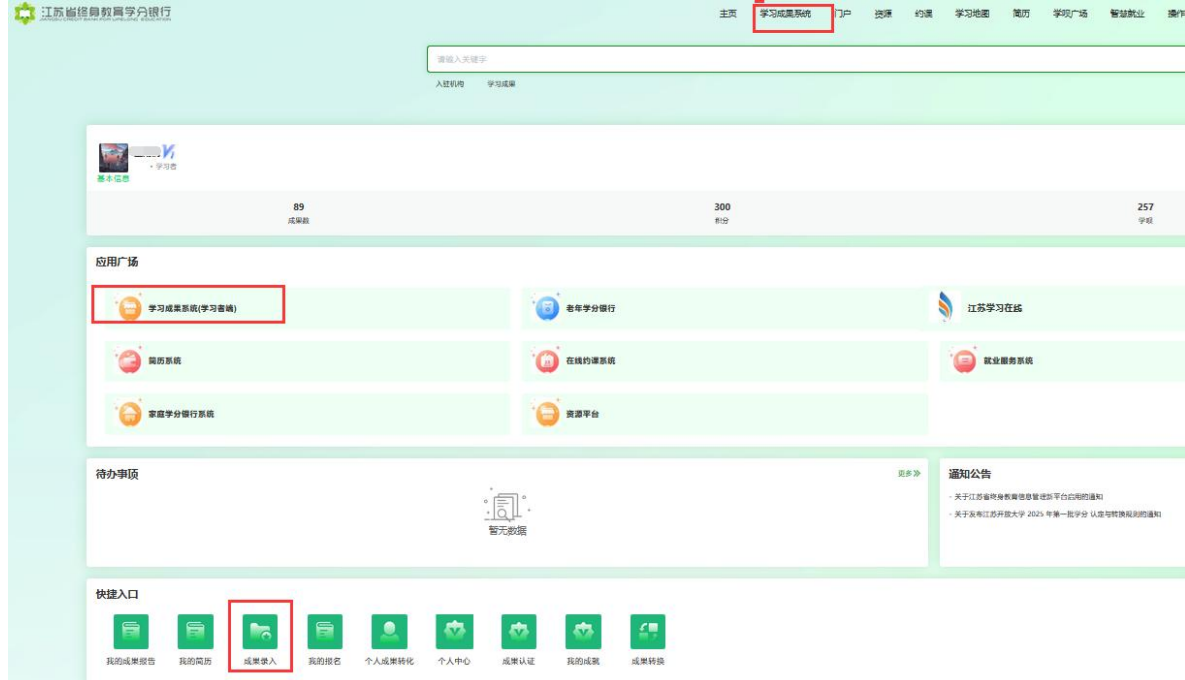 江苏省终身教育学分银行
主页 学习成果系统 门户 资源 约课 学习地图 简历 学呗广场 智慧就业 操作
请输入关键字
入驻机构 学习成果
· 学习者
基本信息
89 300 257
成果数 积分 学呗
应用广场
学习成果系统(学习者端) 老年学分银行 江苏学习在线
简历系统 在线约课系统 就业服务系统
家庭学分银行系统 资源平台
待办事项 更多 通知公告
· 关于江苏省终身教育信息管理新平台启用的通知
· 关于发布江苏开放大学 2025 年第一批学分 认定与转换规则的通知
暂无数据
快捷入口
我的成果报告 我的简历 成果录入 我的报名 个人成果转化 个人中心 成果认证 我的成就 成果转换